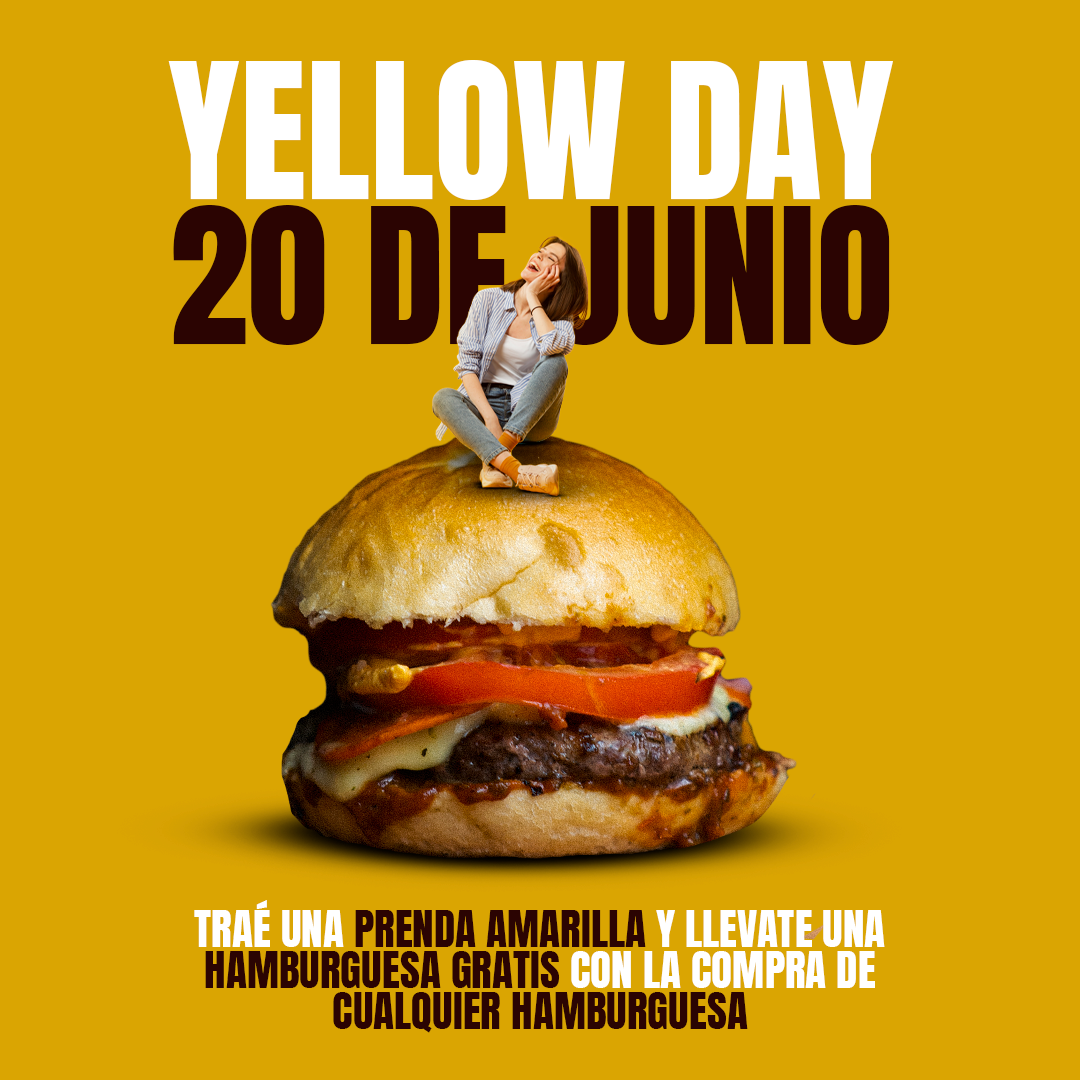 YELLOW DAY
20 DE JUNIO
TRAÉ UNA PRENDA AMARILLA Y LLEVATE UNA
HAMBURGUESA GRATIS CON LA COMPRA DE
CUALQUIER HAMBURGUESA